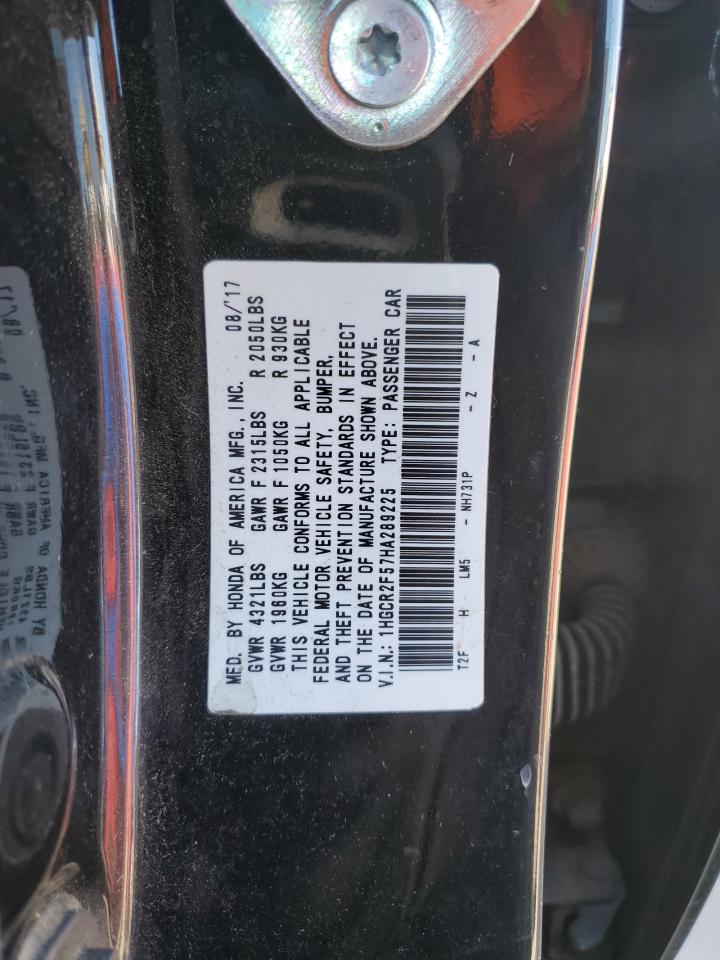 MFD. BY HONDA OF AMERICA MFG., INC. 08/'17
GVWR 4321LBS GAWR F 2315LBS R 2050LBS
GVWR 1960KG GAWR F 1050KG R 930KG
THIS VEHICLE CONFORMS TO ALL APPLICABLE
FEDERAL MOTOR VEHICLE SAFETY, BUMPER,
AND THEFT PREVENTION STANDARDS IN EFFECT
ON THE DATE OF MANUFACTURE SHOWN ABOVE.
V.I.N.: 1HGCR2F57HA289225 TYPE: PASSENGER CAR
T2F H LM5 - NH731P - Z - A